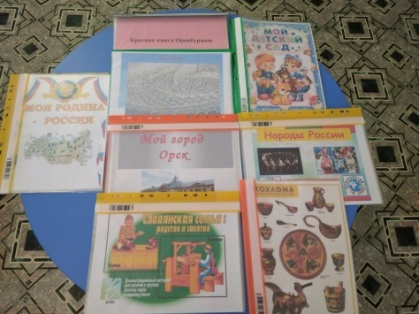 Красная книга Оренбуржья.
МОЙ
ДЕТСКИЙ
САД
МОЯ РОДИНА
РОССИЯ
Мой город
Орск
Народы России
СЛАВЯНСКАЯ СЕМЬЯ:
родство и занятия
ХОХЛОМА